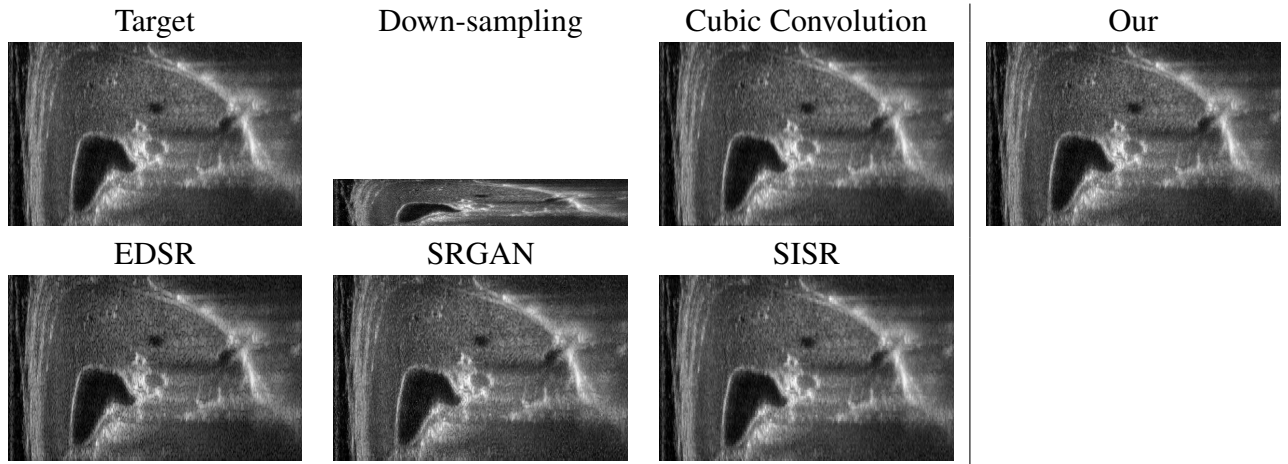 Target
Down-sampling
Cubic Convolution
Our
EDSR
SRGAN
SISR